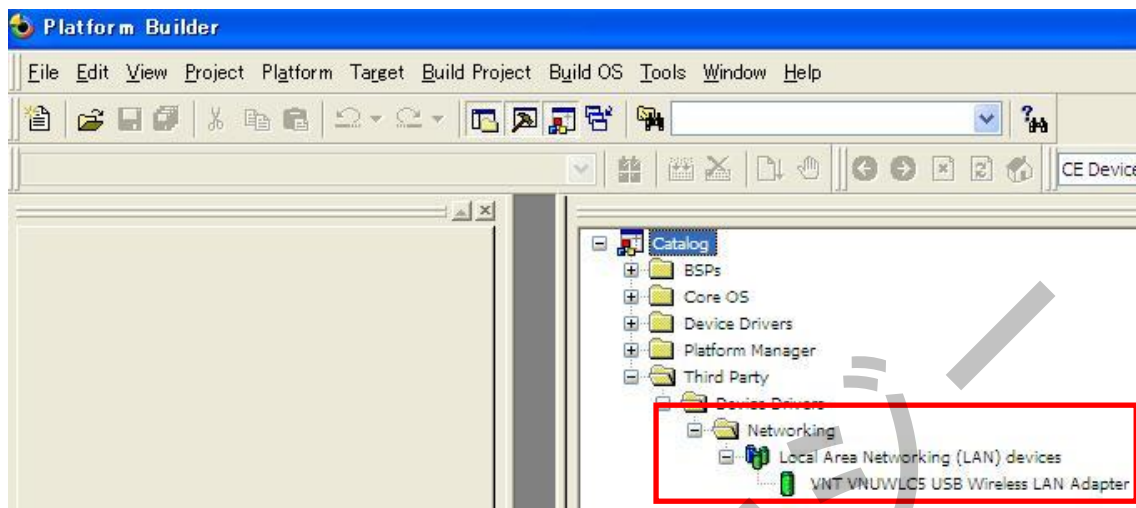 Platform Builder
File Edit View Project Platform Target Build Project Build OS Tools Window Help
CE Device
Catalog
BSPs
Core OS
Device Drivers
Platform Manager
Third Party
Device Drivers
Networking
Local Area Networking (LAN) devices
VNT VNUWLC5 USB Wireless LAN Adapter